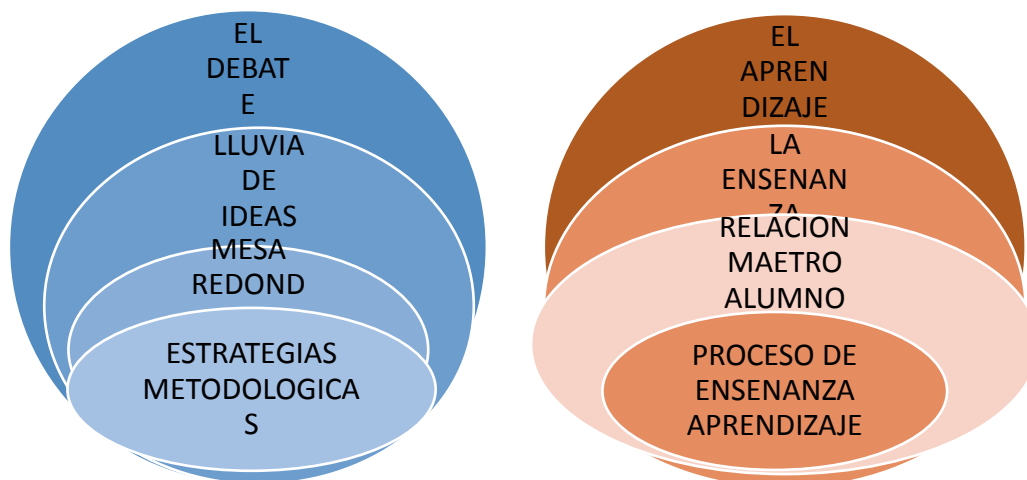 EL
DEBAT
E
LLUVIA
DE
IDEAS
MESA
REDOND
ESTRATEGIAS
METODOLOGICA
S
EL
APREN
DIZAJE
LA
ENSENAN
ZA
RELACION
MAETRO
ALUMNO
PROCESO DE
ENSENANZA
APRENDIZAJE